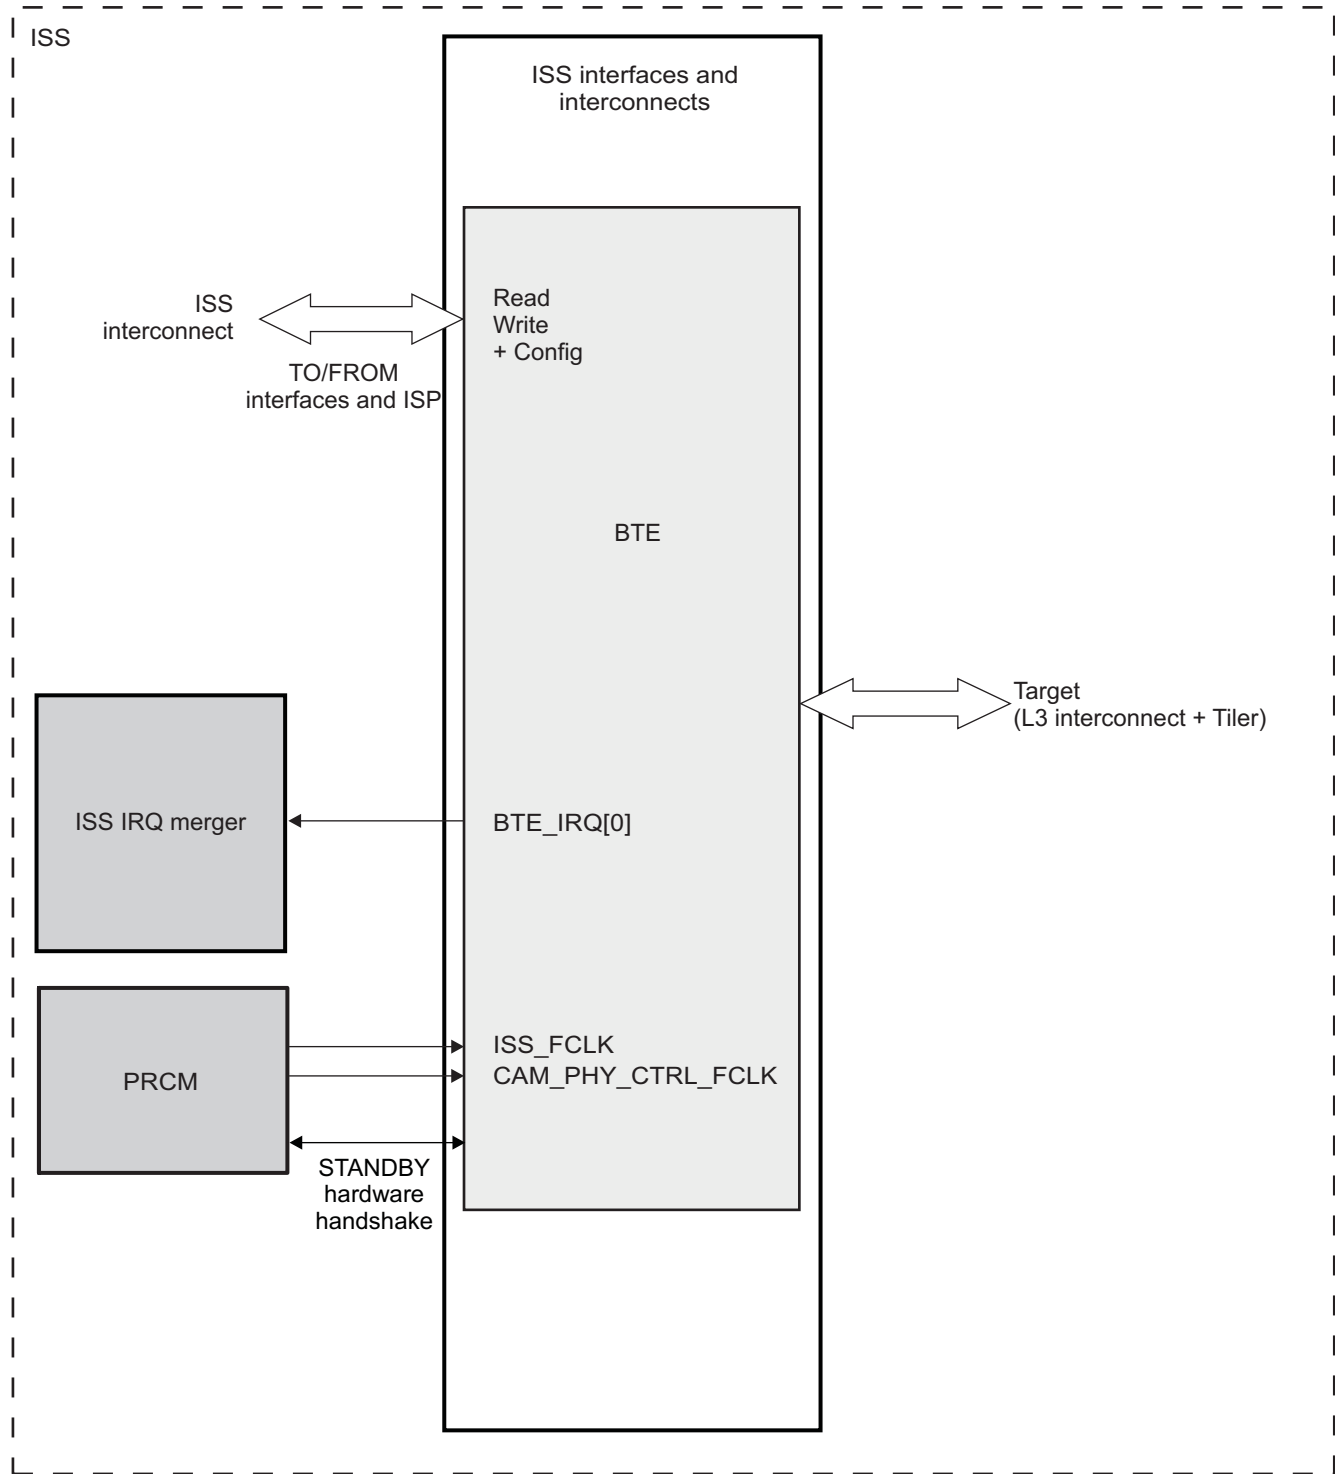 ISS
ISS interfaces and
interconnects
ISS
interconnect
TO/FROM
interfaces and ISP
Read
Write
+ Config
BTE
Target
(L3 interconnect + Tiler)
ISS IRQ merger
BTE_IRQ[0]
PRCM
ISS_FCLK
CAM_PHY_CTRL_FCLK
STANDBY
hardware
handshake